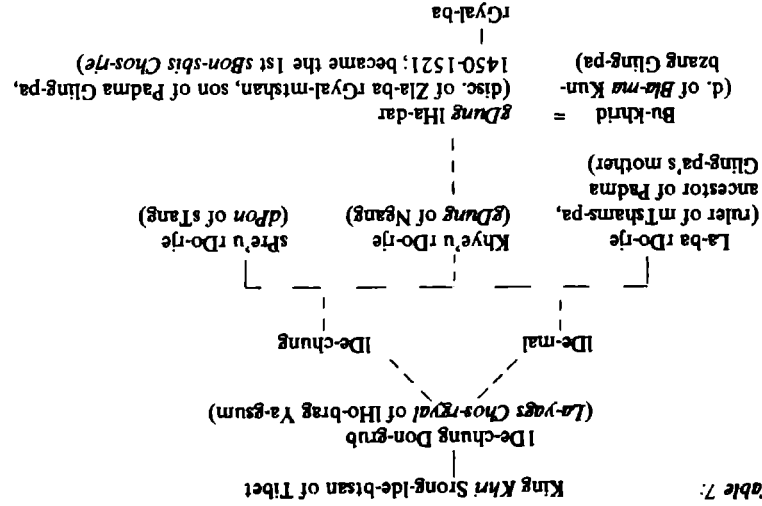 able 7: King Khri Srong-lde-btsan of Tibet
lDe-chung Don-grub
(La-yags Chos-rgyal of lHo-brag Ya-gsum)
lDe-mal lDe-chung
La-ba rDo-rje Khye'u rDo-rje sPre'u rDo-rje
(ruler of mTshams-pa, (gDung of Ngang) (dPon of sTang)
ancestor of Padma
Gling-pa's mother)
Bu-khrid = gDung lHa-dar
(d. of Bla-ma Kun- (disc. of Zla-ba rGyal-mtshan, son of Padma Gling-pa,
bzang Gling-pa) 1450-1521; became the 1st sBon-sbis Chos-rje)
rGyal-ba